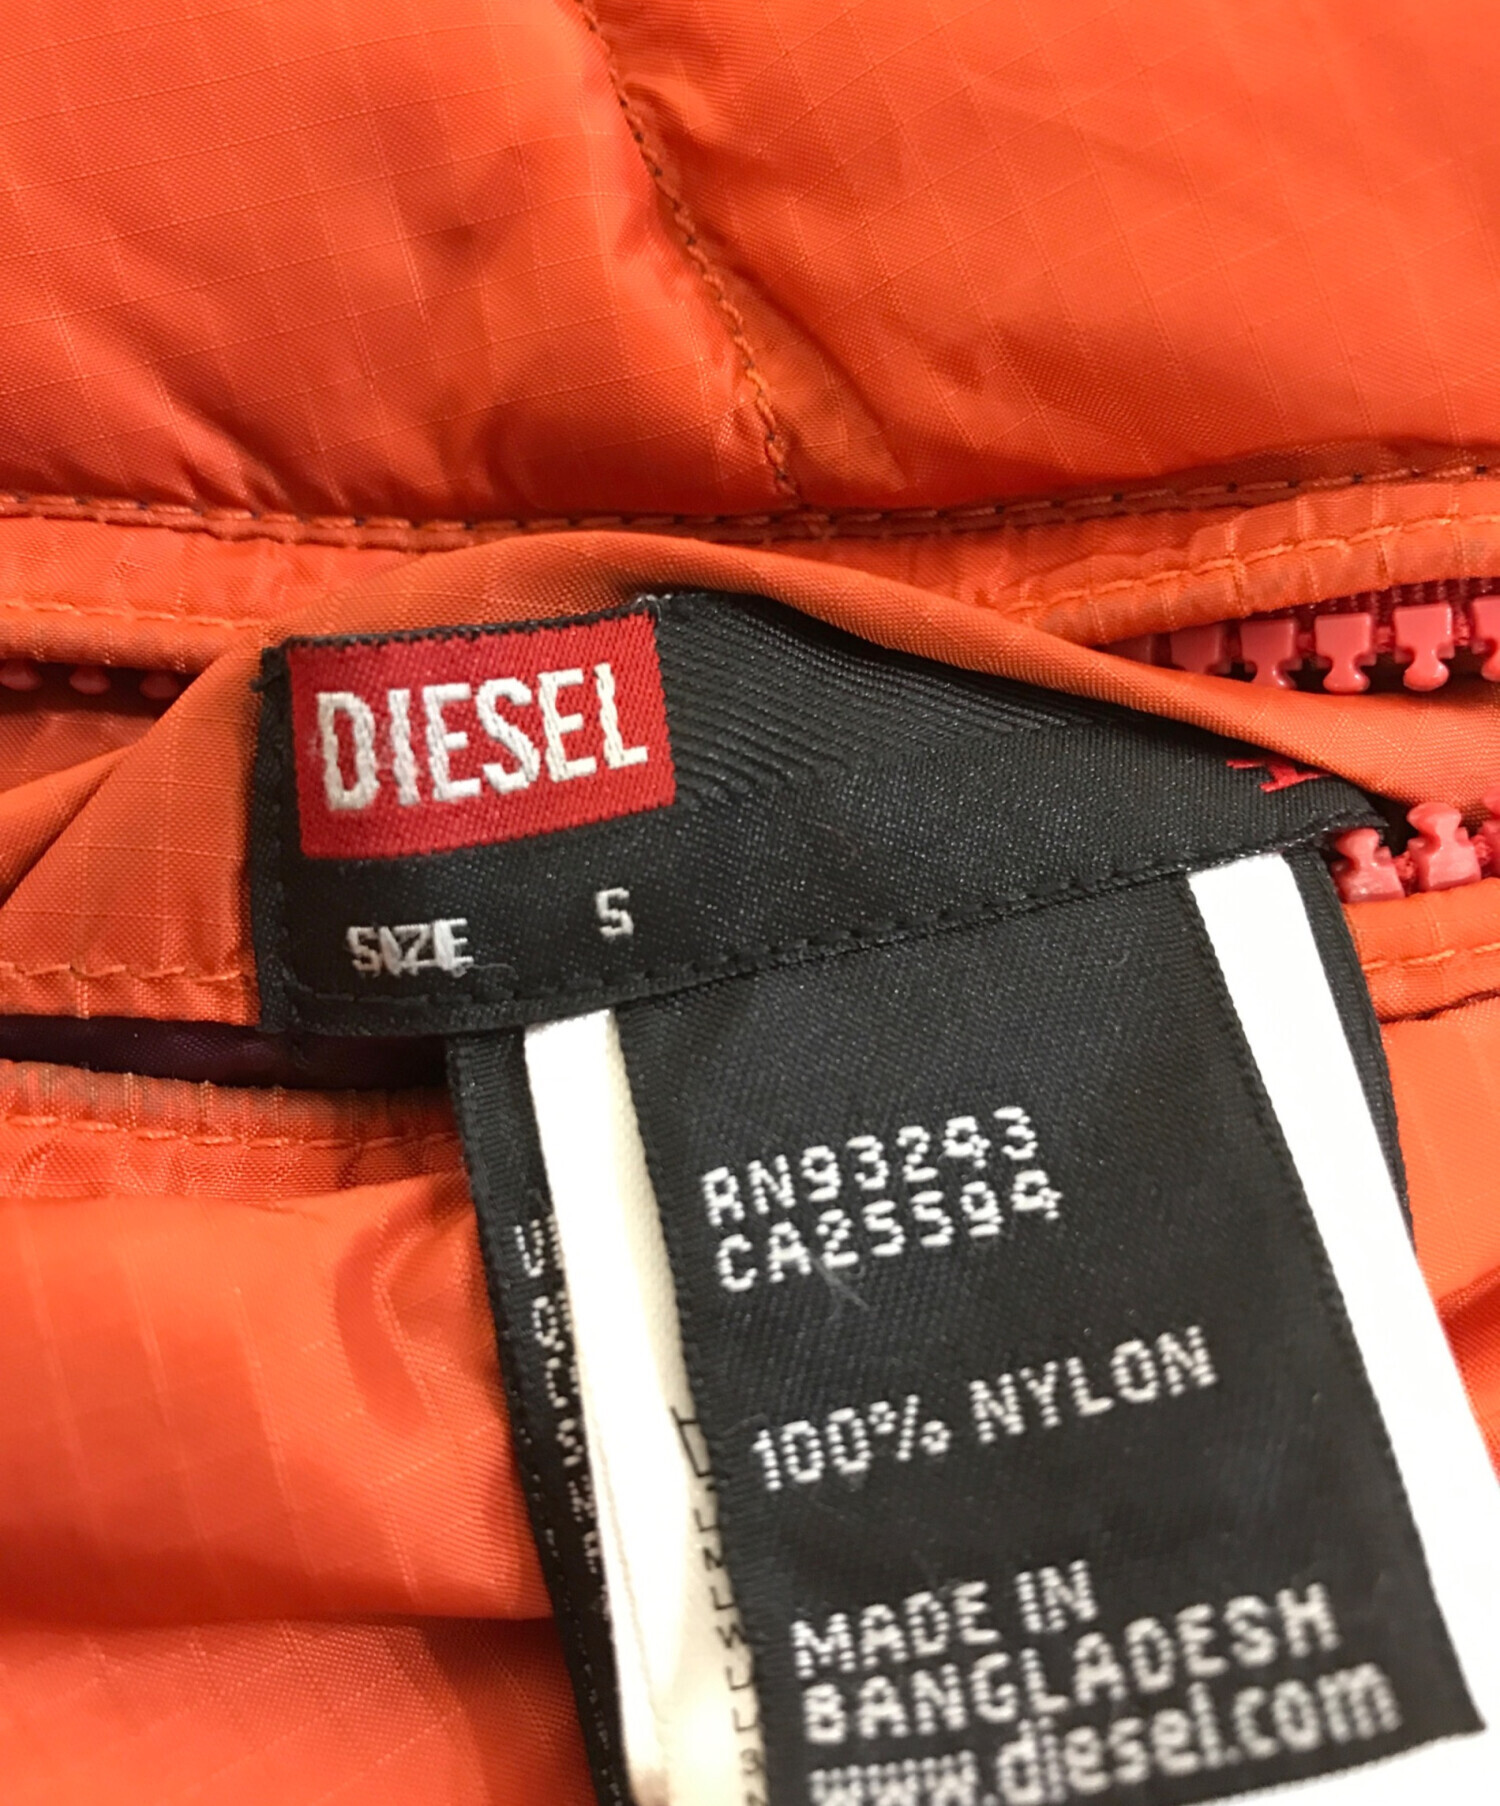 DIESEL
SIZE S
RN93243
CA25594
100% NYLON
MADE IN
BANGLADESH
www.diesel.com